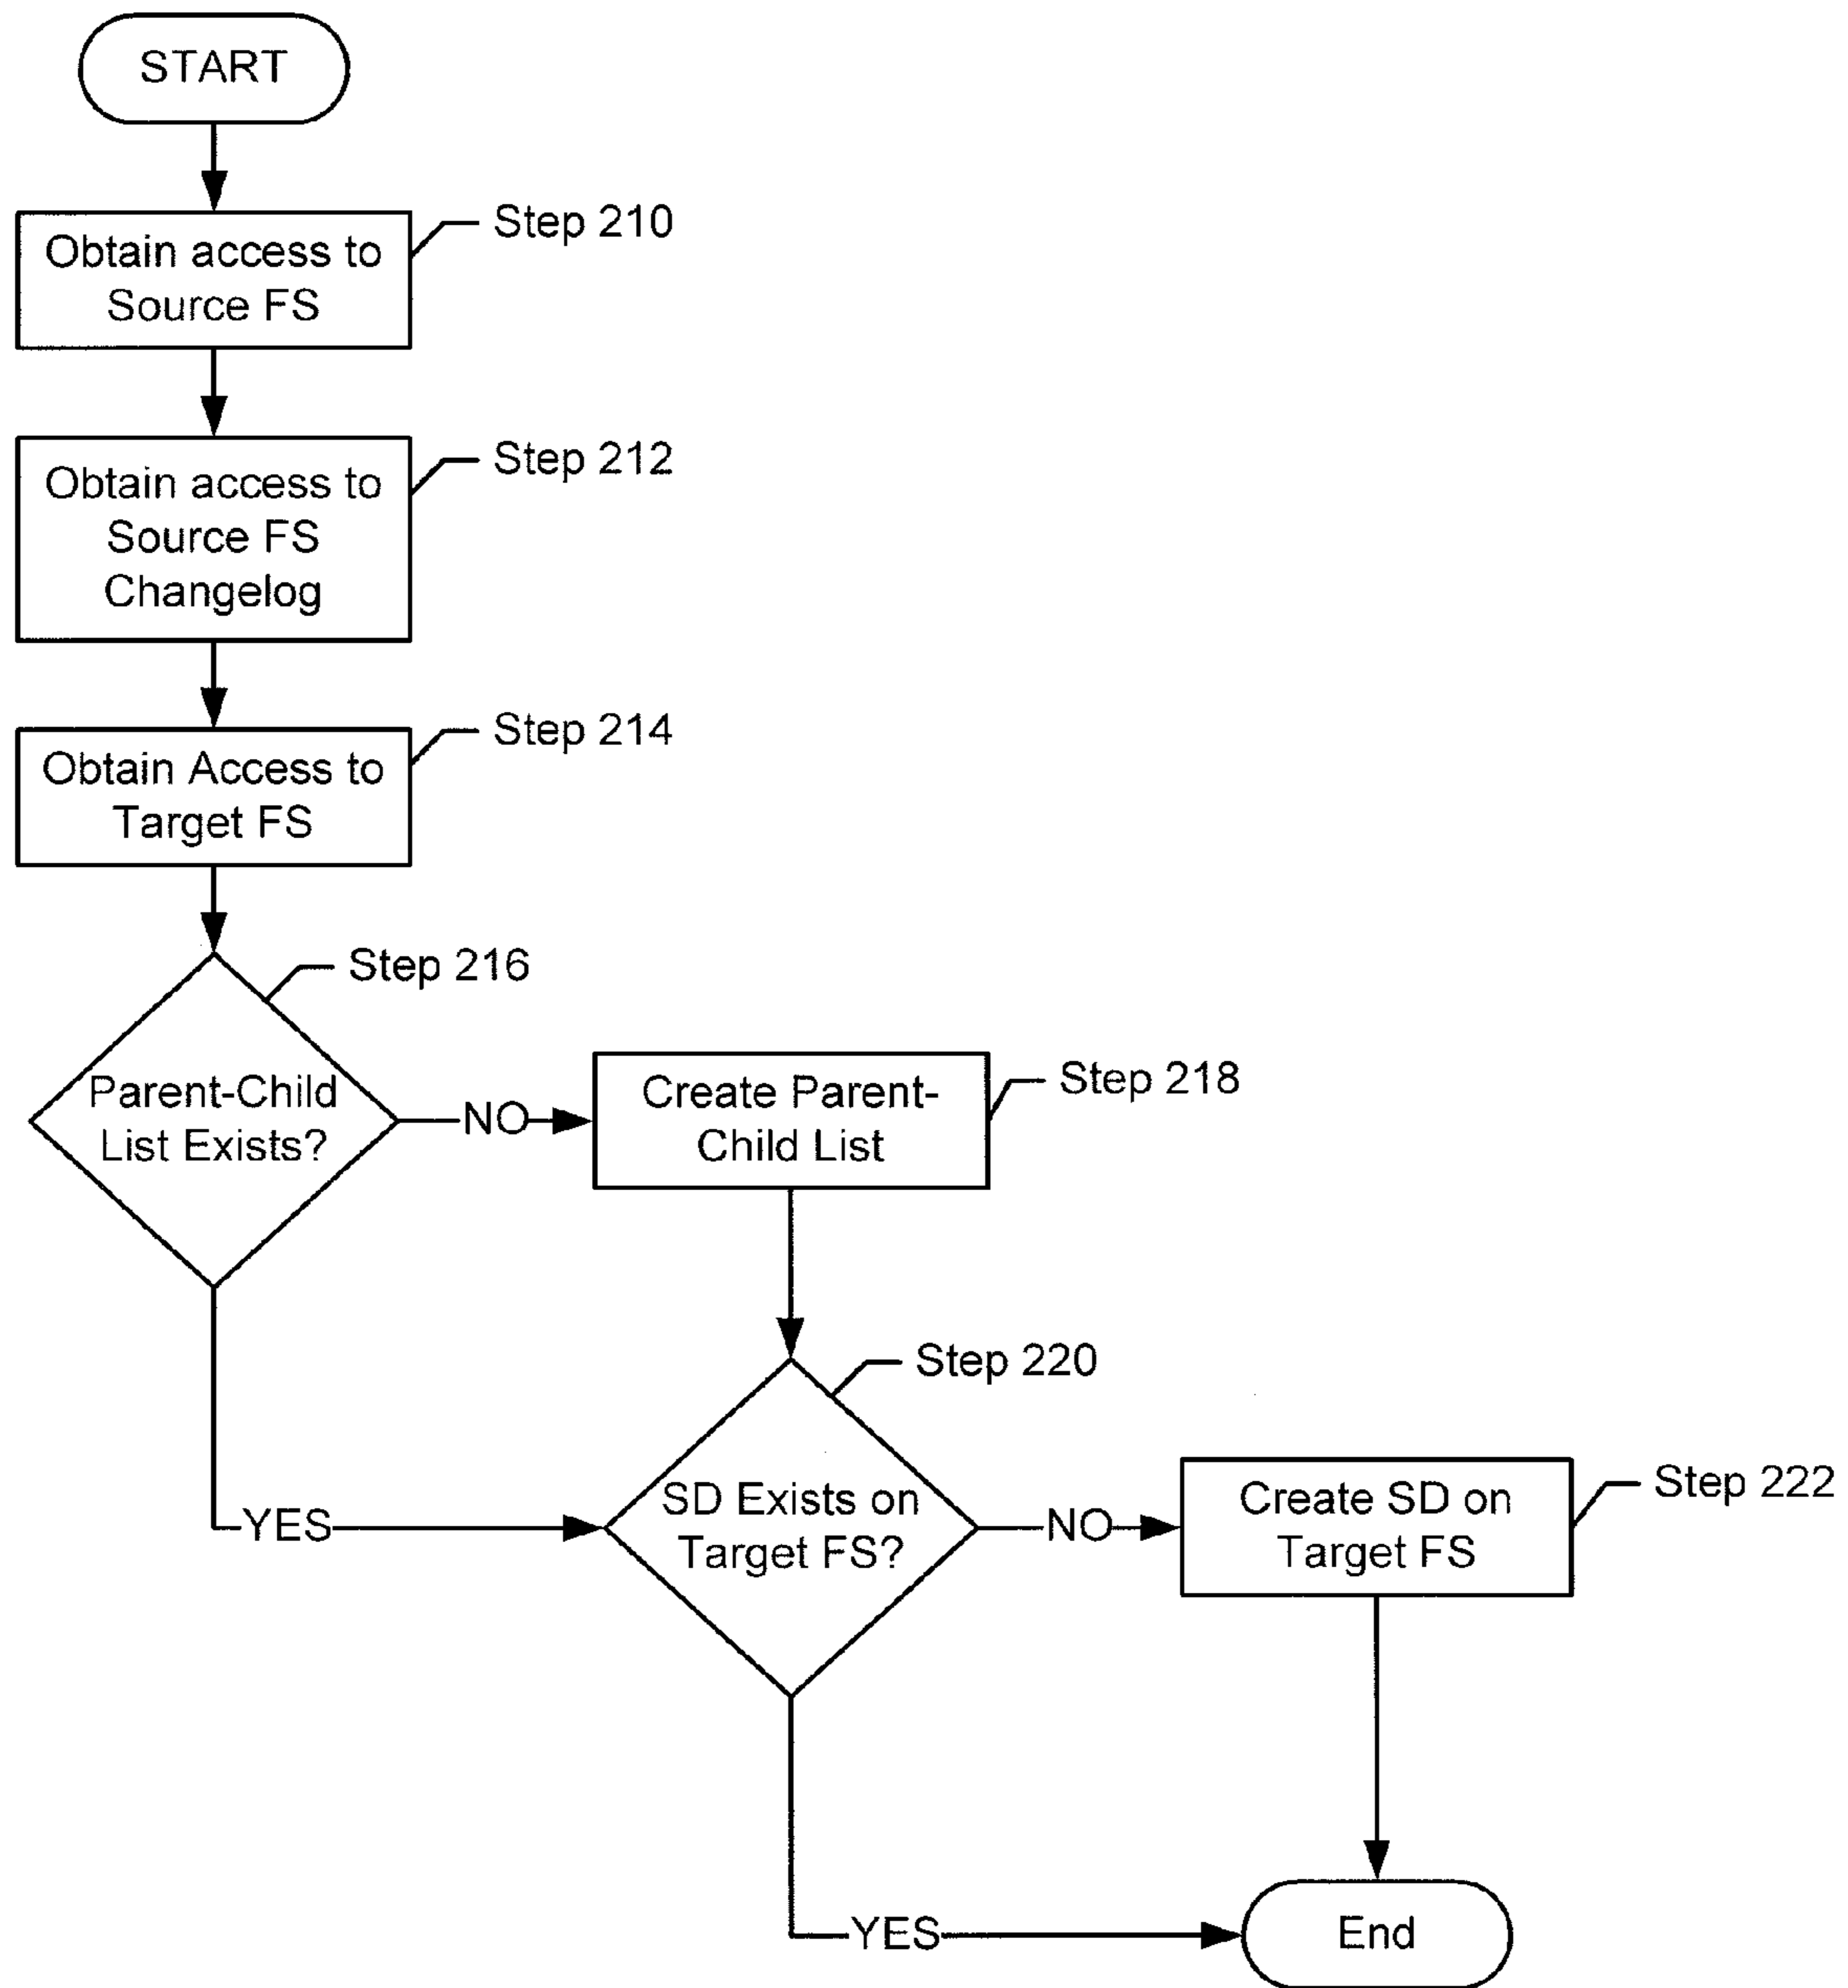 START
Obtain access to
Source FS
Step 210
Obtain access to
Source FS
Changelog
Step 212
Obtain Access to
Target FS
Step 214
Step 216
Parent-Child
List Exists?
NO
Create Parent-
Child List
Step 218
Step 220
YES
SD Exists on
Target FS?
NO
Create SD on
Target FS
Step 222
YES
End